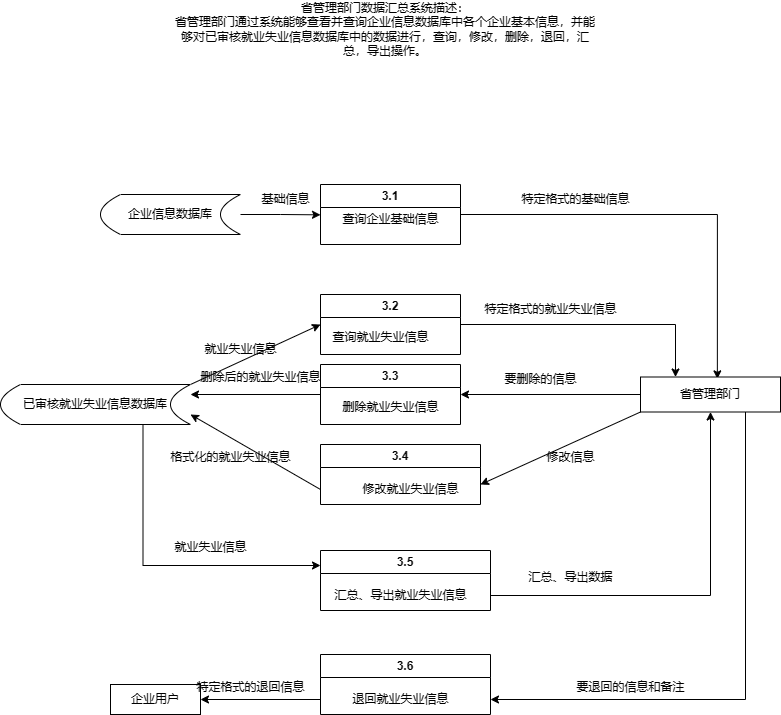 省管理部门数据汇总系统描述：
省管理部门通过系统能够查看并查询企业信息数据库中各个企业基本信息，并能
够对已审核就业失业信息数据库中的数据进行，查询，修改，删除，退回，汇
总，导出操作。
3.1
基础信息
特定格式的基础信息
企业信息数据库
查询企业基础信息
3.2
特定格式的就业失业信息
查询就业失业信息
就业失业信息
3.3
删除后的就业失业信息
要删除的信息
省管理部门
已审核就业失业信息数据库
删除就业失业信息
3.4
格式化的就业失业信息
修改信息
修改就业失业信息
就业失业信息
3.5
汇总、导出数据
汇总、导出就业失业信息
3.6
特定格式的退回信息
要退回的信息和备注
企业用户
退回就业失业信息